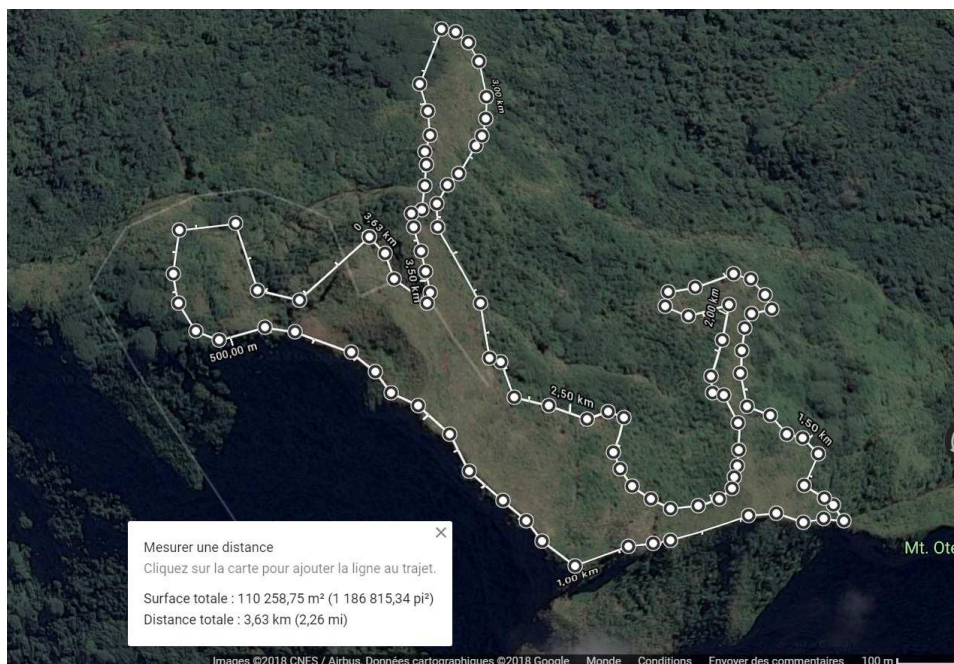 3,00 km
3,63 km
0
3,50 km
2,00 km
500,00 m
2,50 km
1,50 km
1,00 km
Mt. Ote
Mesurer une distance
Cliquez sur la carte pour ajouter la ligne au trajet.
Surface totale : 110 258,75 m² (1 186 815,34 pi²)
Distance totale : 3,63 km (2,26 mi)
Images ©2018 CNES / Airbus, Données cartographiques ©2018 Google Monde Conditions Envoyer des commentaires 100 m